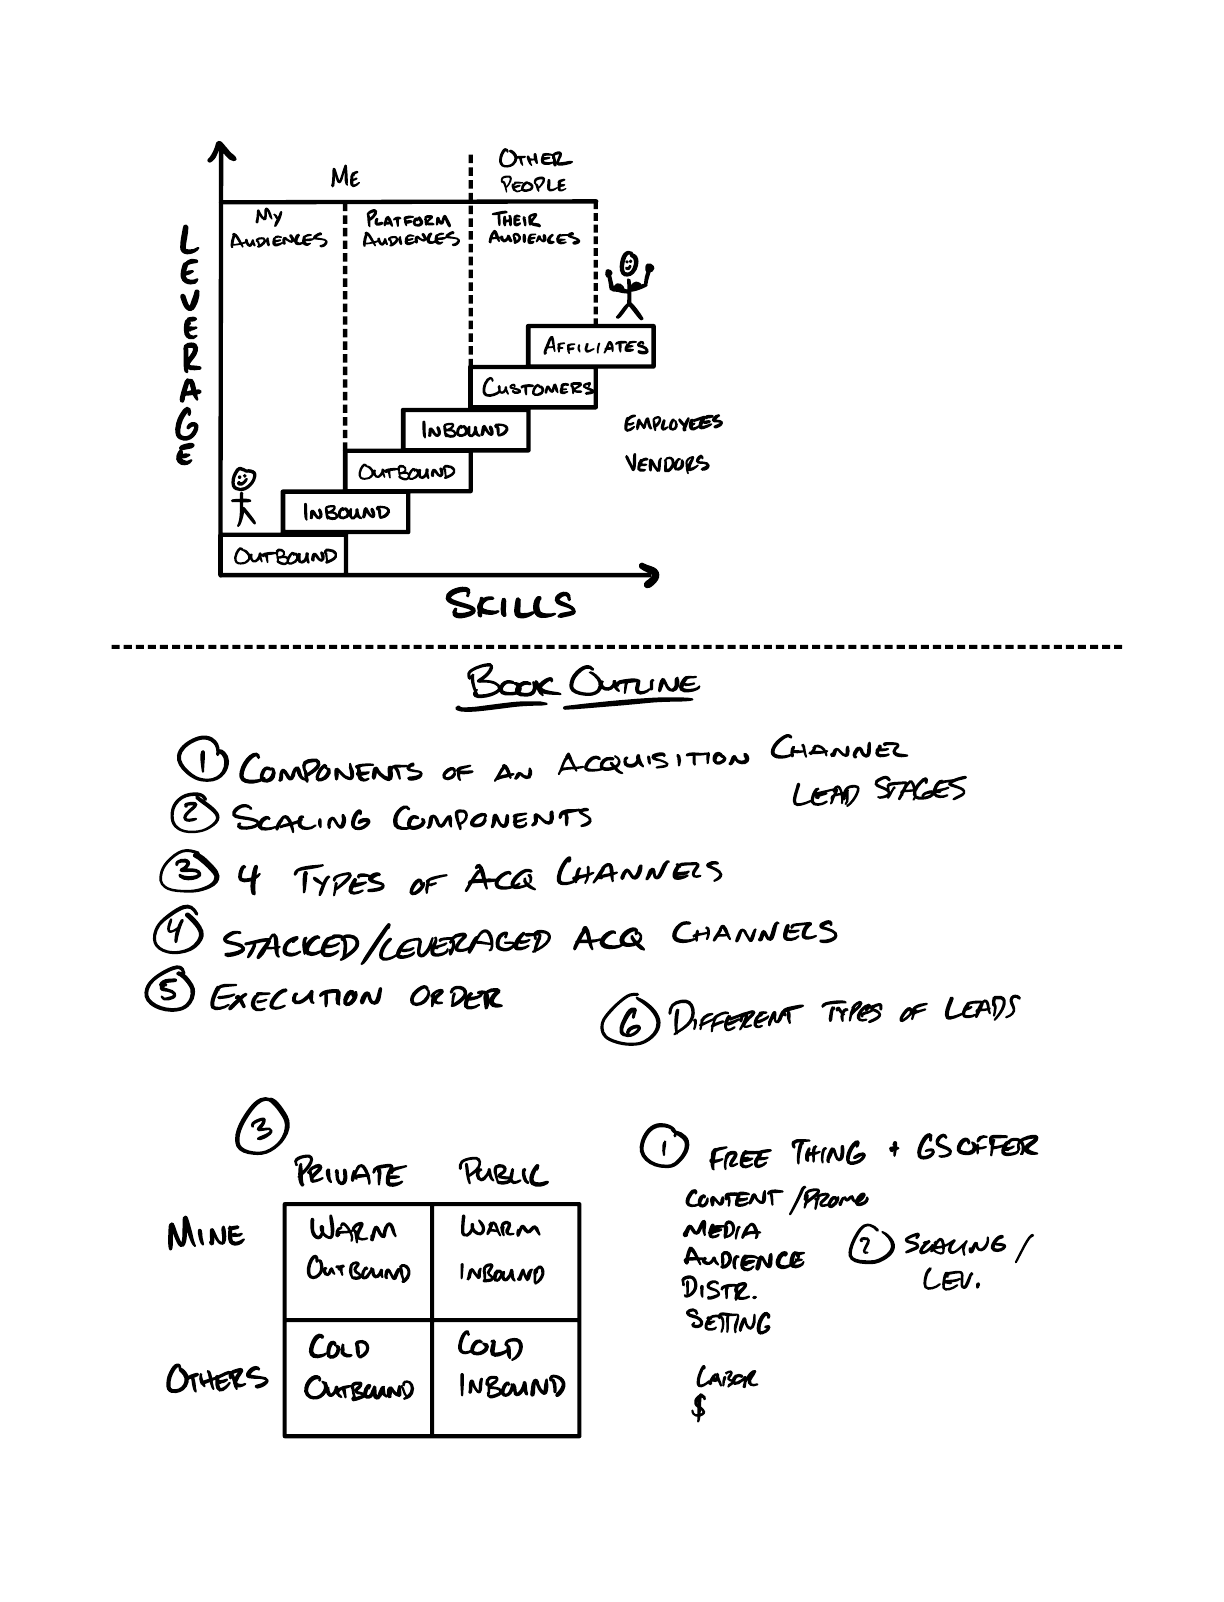 ME
OTHER
PEOPLE
MY
AUDIENCES
PLATFORM
AUDIENCES
THEIR
AUDIENCES
LEVERAGE
AFFILIATES
CUSTOMERS
INBOUND
EMPLOYEES
OUTBOUND
VENDORS
INBOUND
OUTBOUND
SKILLS
BOOK OUTLINE
1 COMPONENTS OF AN ACQUISITION CHANNEL
LEAD STAGES
2 SCALING COMPONENTS
3 4 TYPES OF ACQ CHANNELS
4 STACKED/LEVERAGED ACQ CHANNELS
5 EXECUTION ORDER
6 DIFFERENT TYPES OF LEADS
3
PRIVATE PUBLIC
MINE
WARM
OUTBOUND
WARM
INBOUND
OTHERS
COLD
OUTBOUND
COLD
INBOUND
1 FREE THING + GS OFFER
CONTENT/PROMO
MEDIA
AUDIENCE
DISTR.
SETTING
2 SCALING/
LEV.
LABOR
$